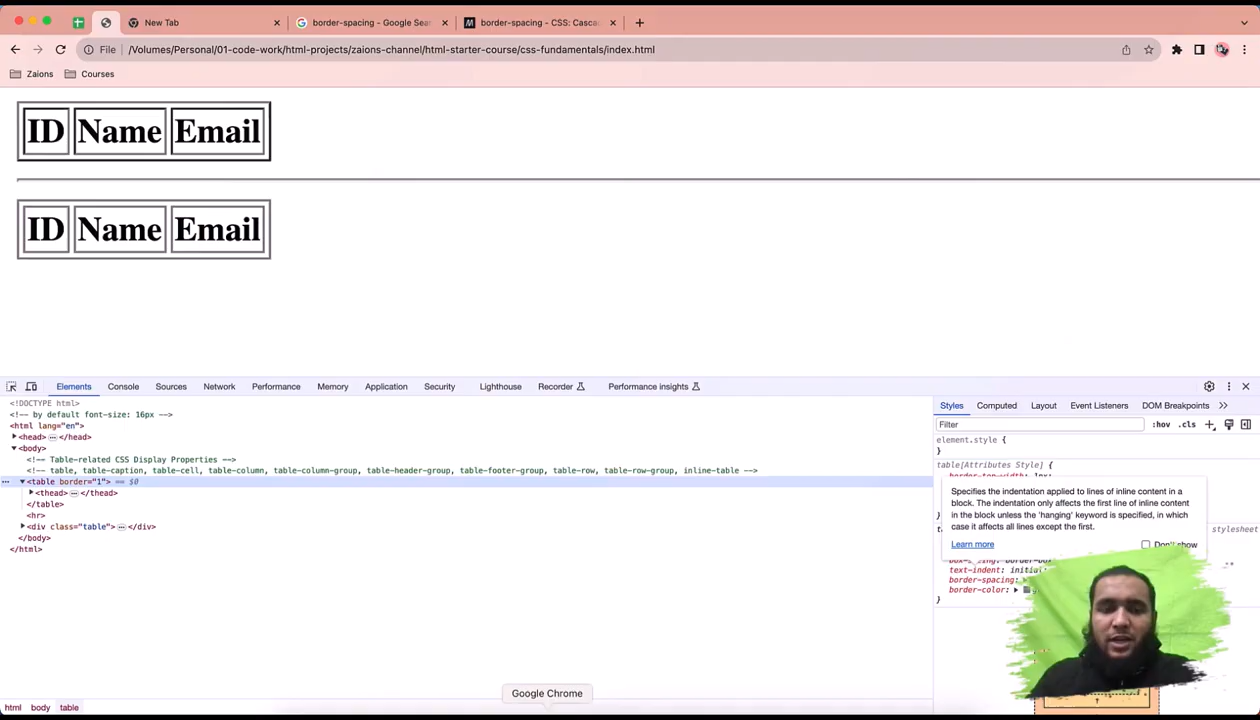 New Tab
border-spacing - Google Sear
border-spacing - CSS: Casca
File
/Volumes/Personal/01-code-work/html-projects/zaions-channel/html-starter-course/css-fundamentals/index.html
Zaions
Courses
ID Name Email
ID Name Email
Elements Console Sources Network Performance Memory Application Security Lighthouse Recorder Performance insights
<!DOCTYPE html>
<!-- by default font-size: 16px -->
<html lang="en">
<head> … </head>
<body>
<!-- Table-related CSS Display Properties -->
<!-- table, table-caption, table-cell, table-column, table-column-group, table-header-group, table-footer-group, table-row, table-row-group, inline-table -->
<table border="1"> == $0
<thead> … </thead>
</table>
<hr>
<div class="table"> … </div>
</body>
</html>
html body table
Styles Computed Layout Event Listeners DOM Breakpoints
Filter
:hov .cls
element.style {
}
table[Attributes Style] {
border-top-width: 1px;
Specifies the indentation applied to lines of inline content in a
block. The indentation only affects the first line of inline content
in the block unless the 'hanging' keyword is specified, in which
case it affects all lines except the first.
Learn more
Don't show
stylesheet
text-indent: initial
border-spacing:
border-color:
}
Google Chrome